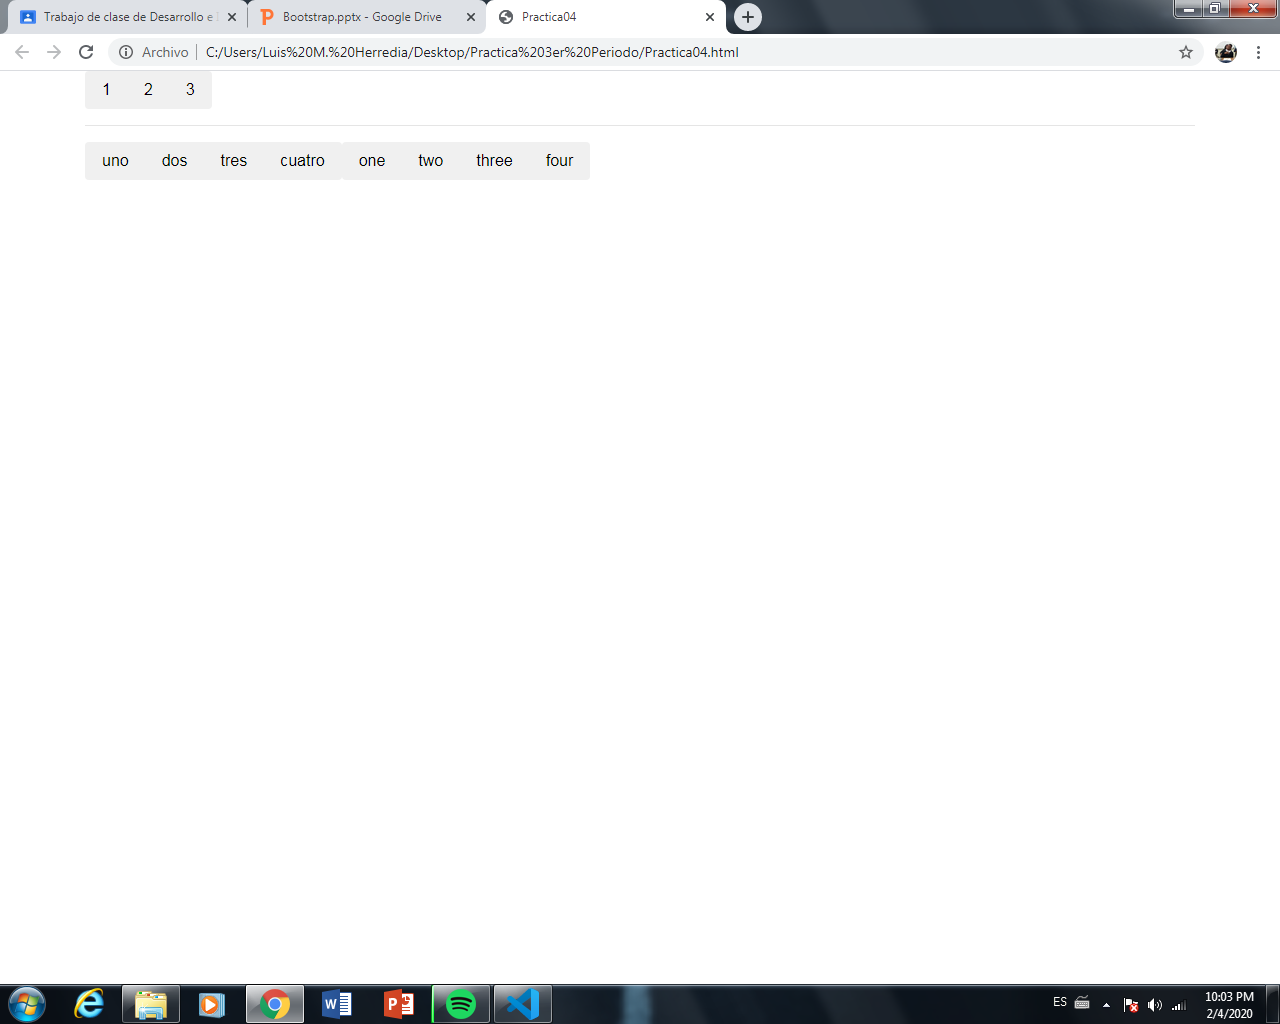 Trabajo de clase de Desarrollo e
Bootstrap.pptx - Google Drive
Practica04
Archivo
C:/Users/Luis%20M.%20Herredia/Desktop/Practica%203er%20Periodo/Practica04.html
1 2 3
uno dos tres cuatro one two three four
ES
10:03 PM
2/4/2020